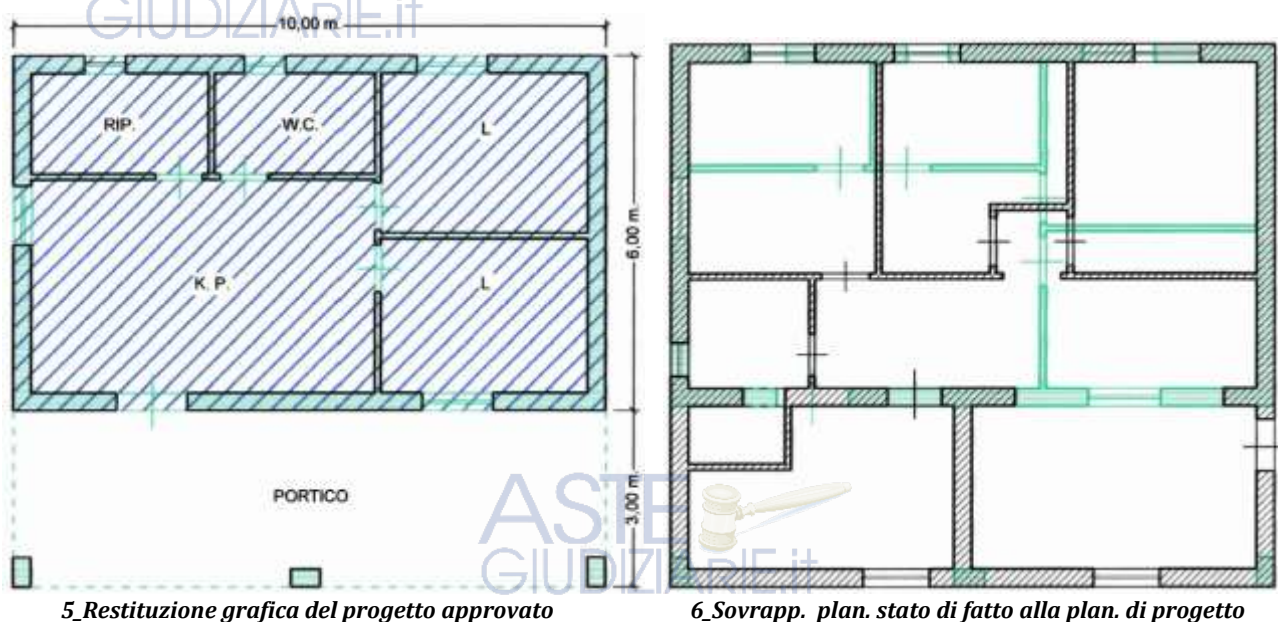 GIUDIZIARIE.it
10,00 m.
RIP.
W.C.
L
6,00 m.
K. P.
L
PORTICO
3,00 m.
ASTE
GIUDIZIARIE.it
5_Restituzione grafica del progetto approvato
6_Sovrapp. plan. stato di fatto alla plan. di progetto